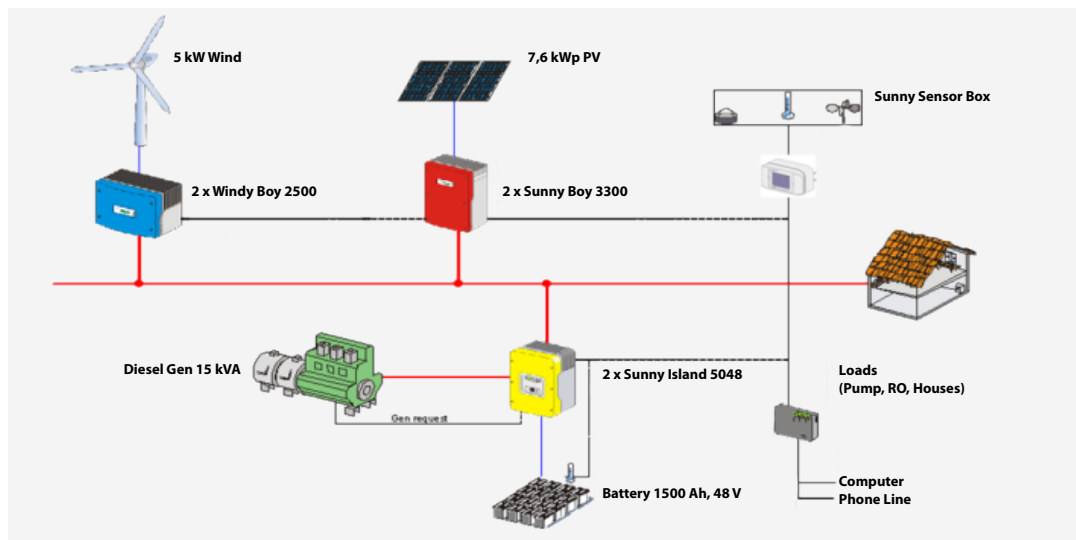 5 kW Wind
7,6 kWp PV
Sunny Sensor Box
2 x Windy Boy 2500
2 x Sunny Boy 3300
Diesel Gen 15 kVA
2 x Sunny Island 5048
Loads
(Pump, RO, Houses)
Gen request
Battery 1500 Ah, 48 V
Computer
Phone Line